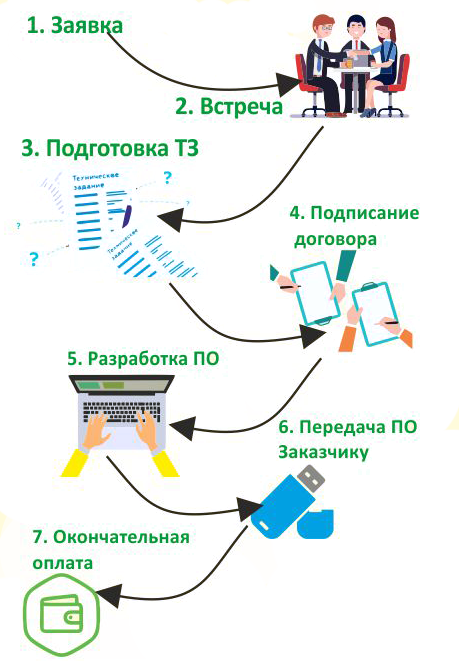 1. Заявка
2. Встреча
3. Подготовка ТЗ
Техническое
задание
?
?
?
?
Техническое
задание
4. Подписание
договора
5. Разработка ПО
6. Передача ПО
Заказчику
7. Окончательная
оплата